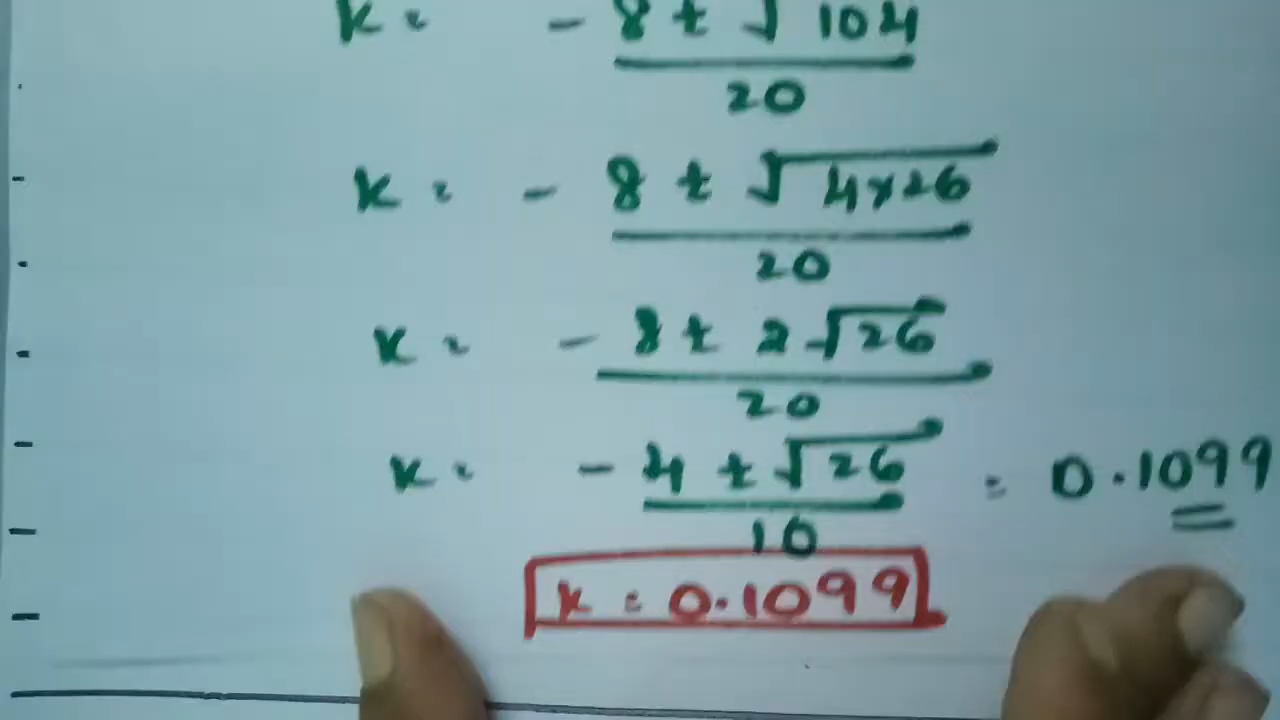 K = - 8 ± √104
20
K = - 8 ± √4×26
20
K = - 8 ± 2√26
20
K = - 4 ± √26 = 0.1099
10
K = 0.1099